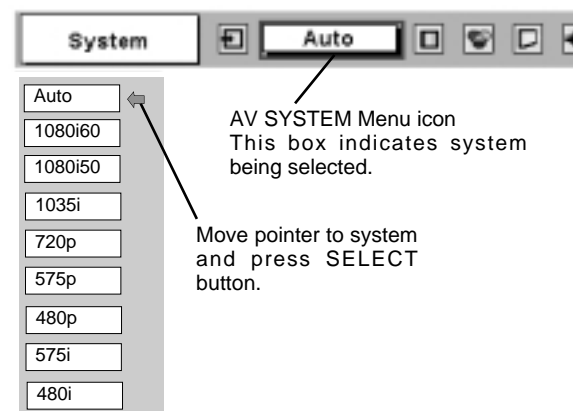 System Auto
AV SYSTEM Menu icon
This box indicates system
being selected.
Auto
1080i60
1080i50
1035i
720p
575p
480p
575i
480i
Move pointer to system
and press SELECT
button.